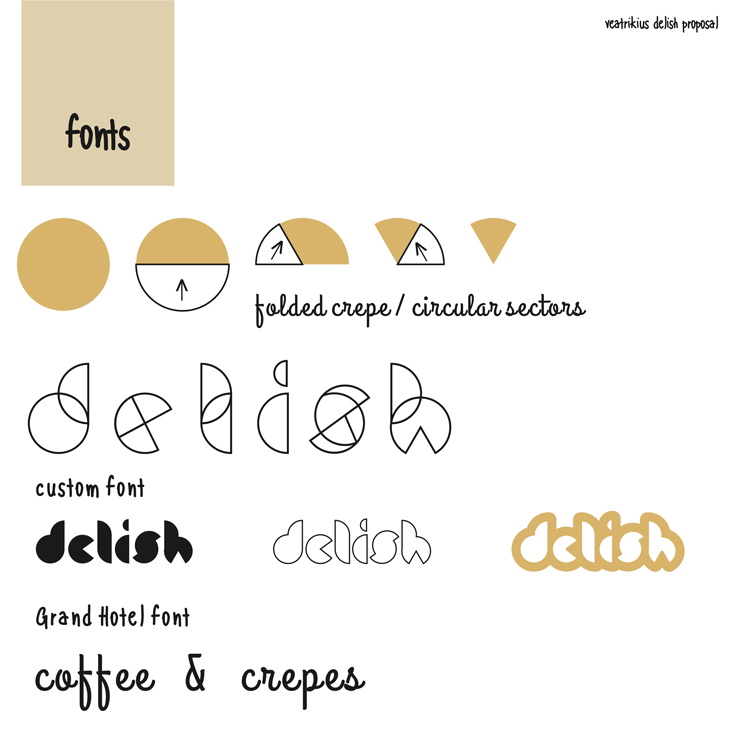 veatrikius delish proposal
fonts
folded crepe / circular sectors
delish
custom font
delish delish delish
Grand Hotel font
coffee & crepes